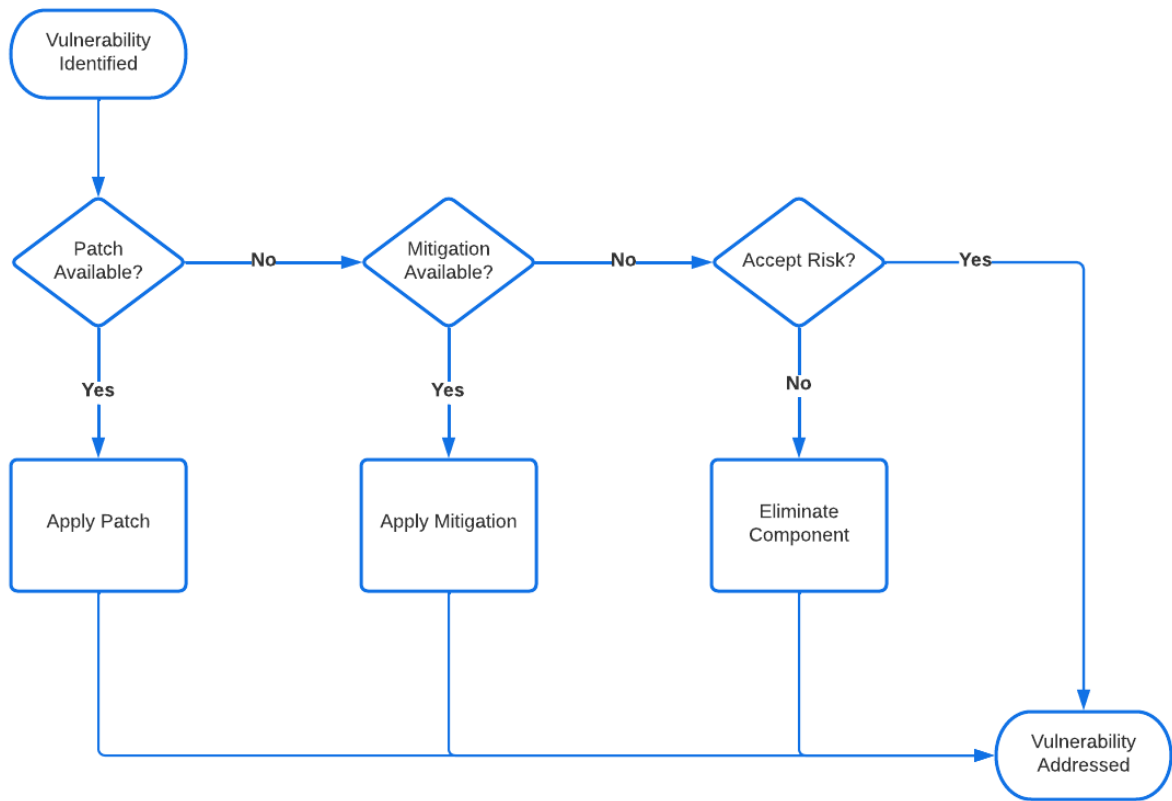 Vulnerability
Identified
Patch
Available?
No
Mitigation
Available?
No
Accept Risk?
Yes
Yes
Yes
No
Apply Patch
Apply Mitigation
Eliminate
Component
Vulnerability
Addressed